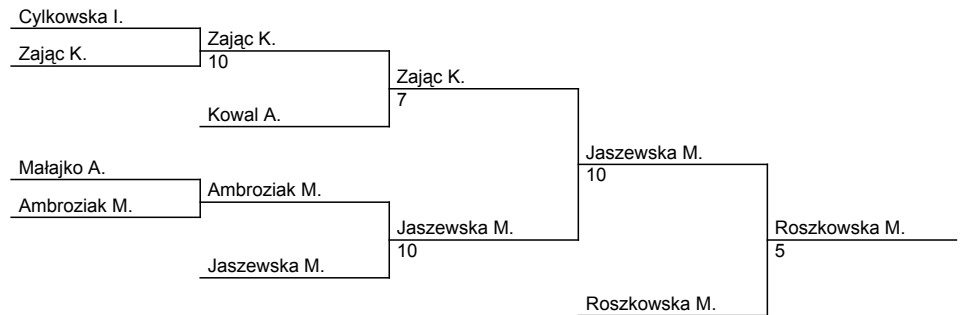 Cylkowska I.
Zając K.
Zając K.
10
Zając K.
7
Kowal A.
Jaszewska M.
10
Małajko A.
Ambroziak M.
Ambroziak M.
Jaszewska M.
10
Roszkowska M.
5
Jaszewska M.
Roszkowska M.